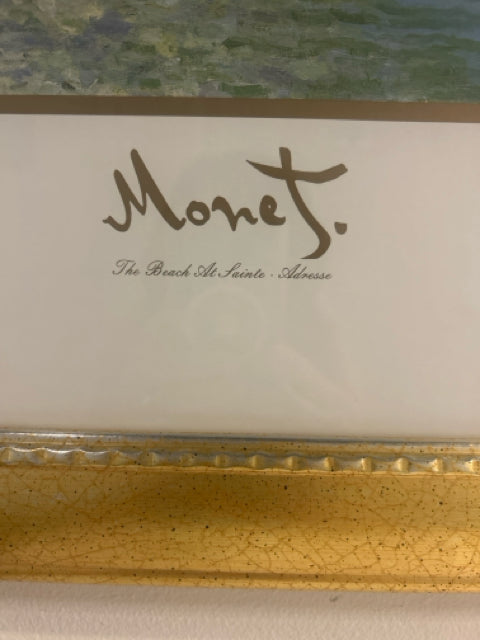 Monet.
The Beach At Sainte - Adresse